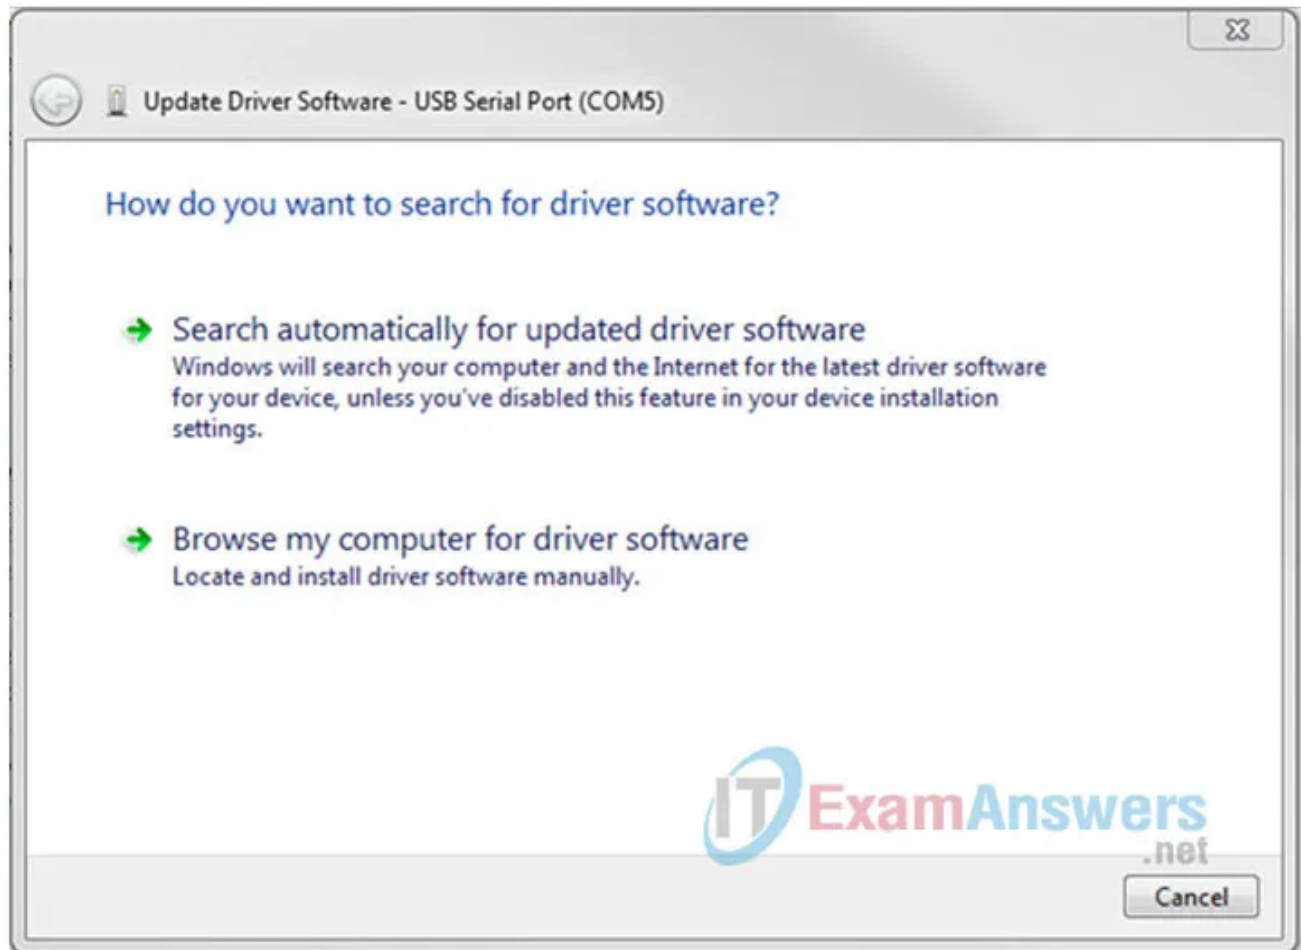 Update Driver Software - USB Serial Port (COM5)
How do you want to search for driver software?
Search automatically for updated driver software
Windows will search your computer and the Internet for the latest driver software
for your device, unless you've disabled this feature in your device installation
settings.
Browse my computer for driver software
Locate and install driver software manually.
ITExamAnswers
.net
Cancel